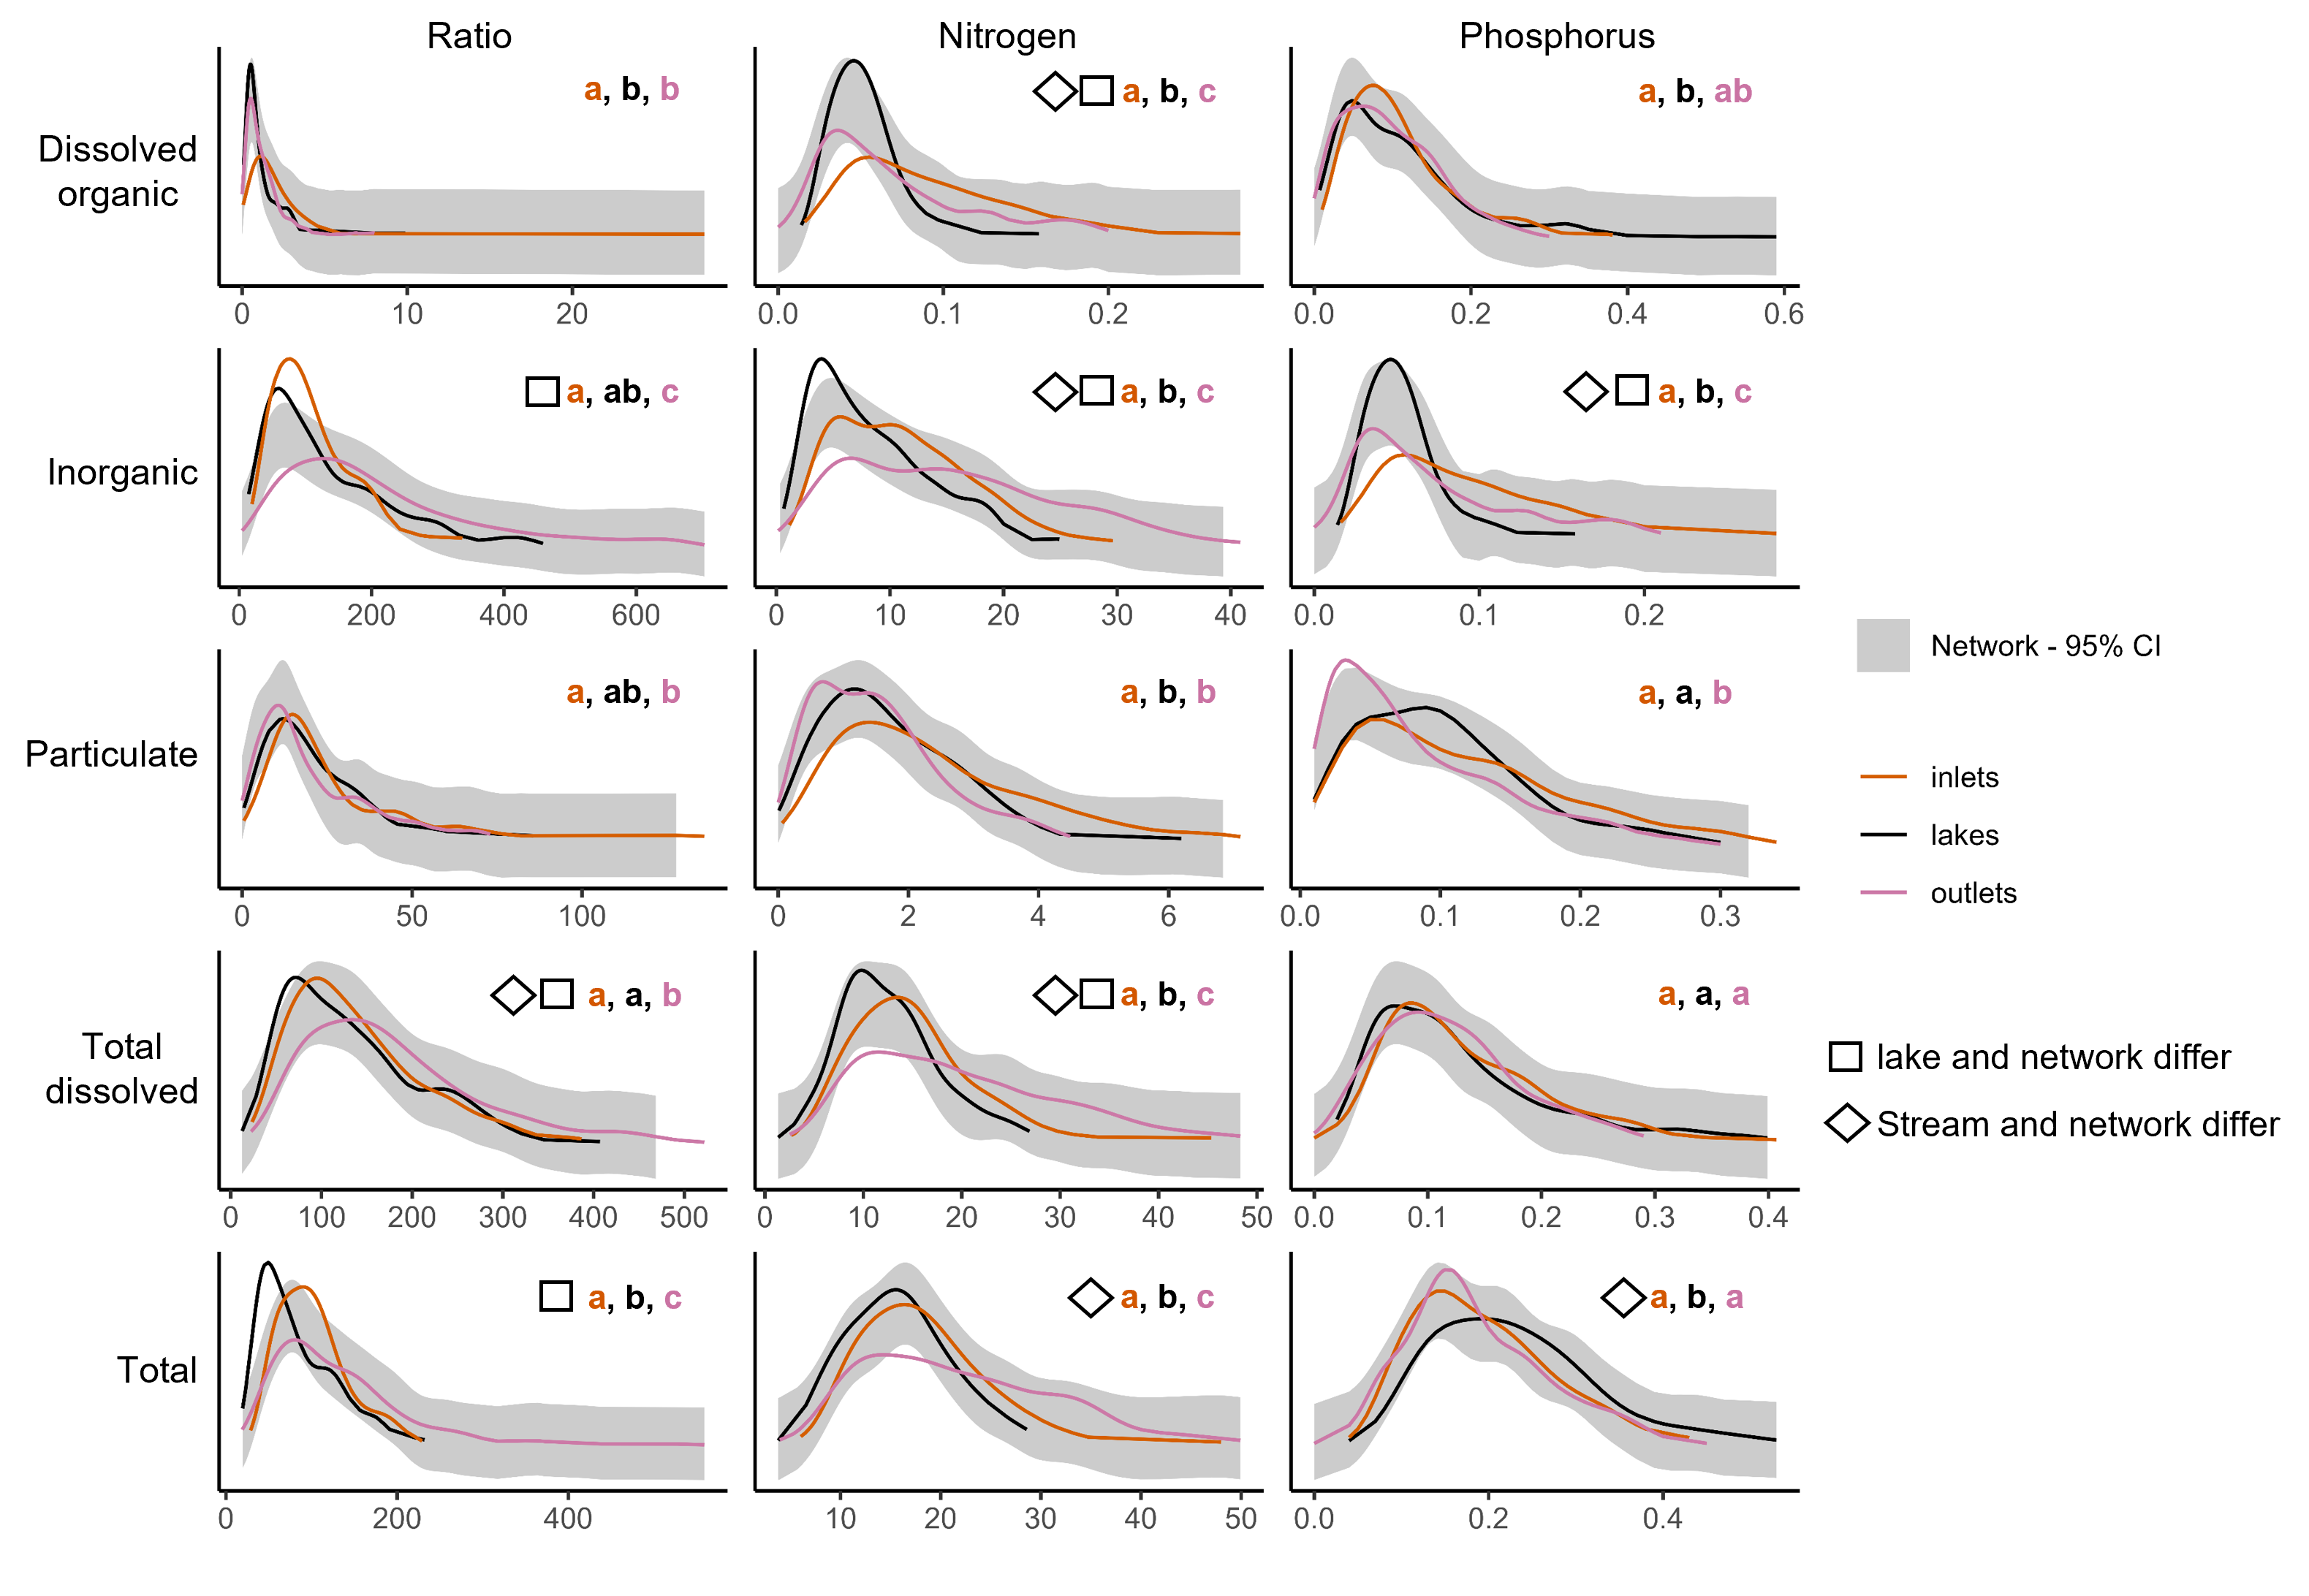 Ratio Nitrogen Phosphorus
Dissolved
organic
a, b, b
a, b, c
a, b, ab
0 10 20
0.0 0.1 0.2
0.0 0.2 0.4 0.6
Inorganic
a, ab, c
a, b, c
a, b, c
0 200 400 600
0 10 20 30 40
0.0 0.1 0.2
Particulate
a, ab, b
a, b, b
a, a, b
0 50 100
0 2 4 6
0.0 0.1 0.2 0.3
Total
dissolved
a, a, b
a, b, c
a, a, a
0 100 200 300 400 500
0 10 20 30 40 50
0.0 0.1 0.2 0.3 0.4
Total
a, b, c
a, b, c
a, b, a
0 200 400
10 20 30 40 50
0.0 0.2 0.4
Network - 95% CI
inlets
lakes
outlets
lake and network differ
Stream and network differ